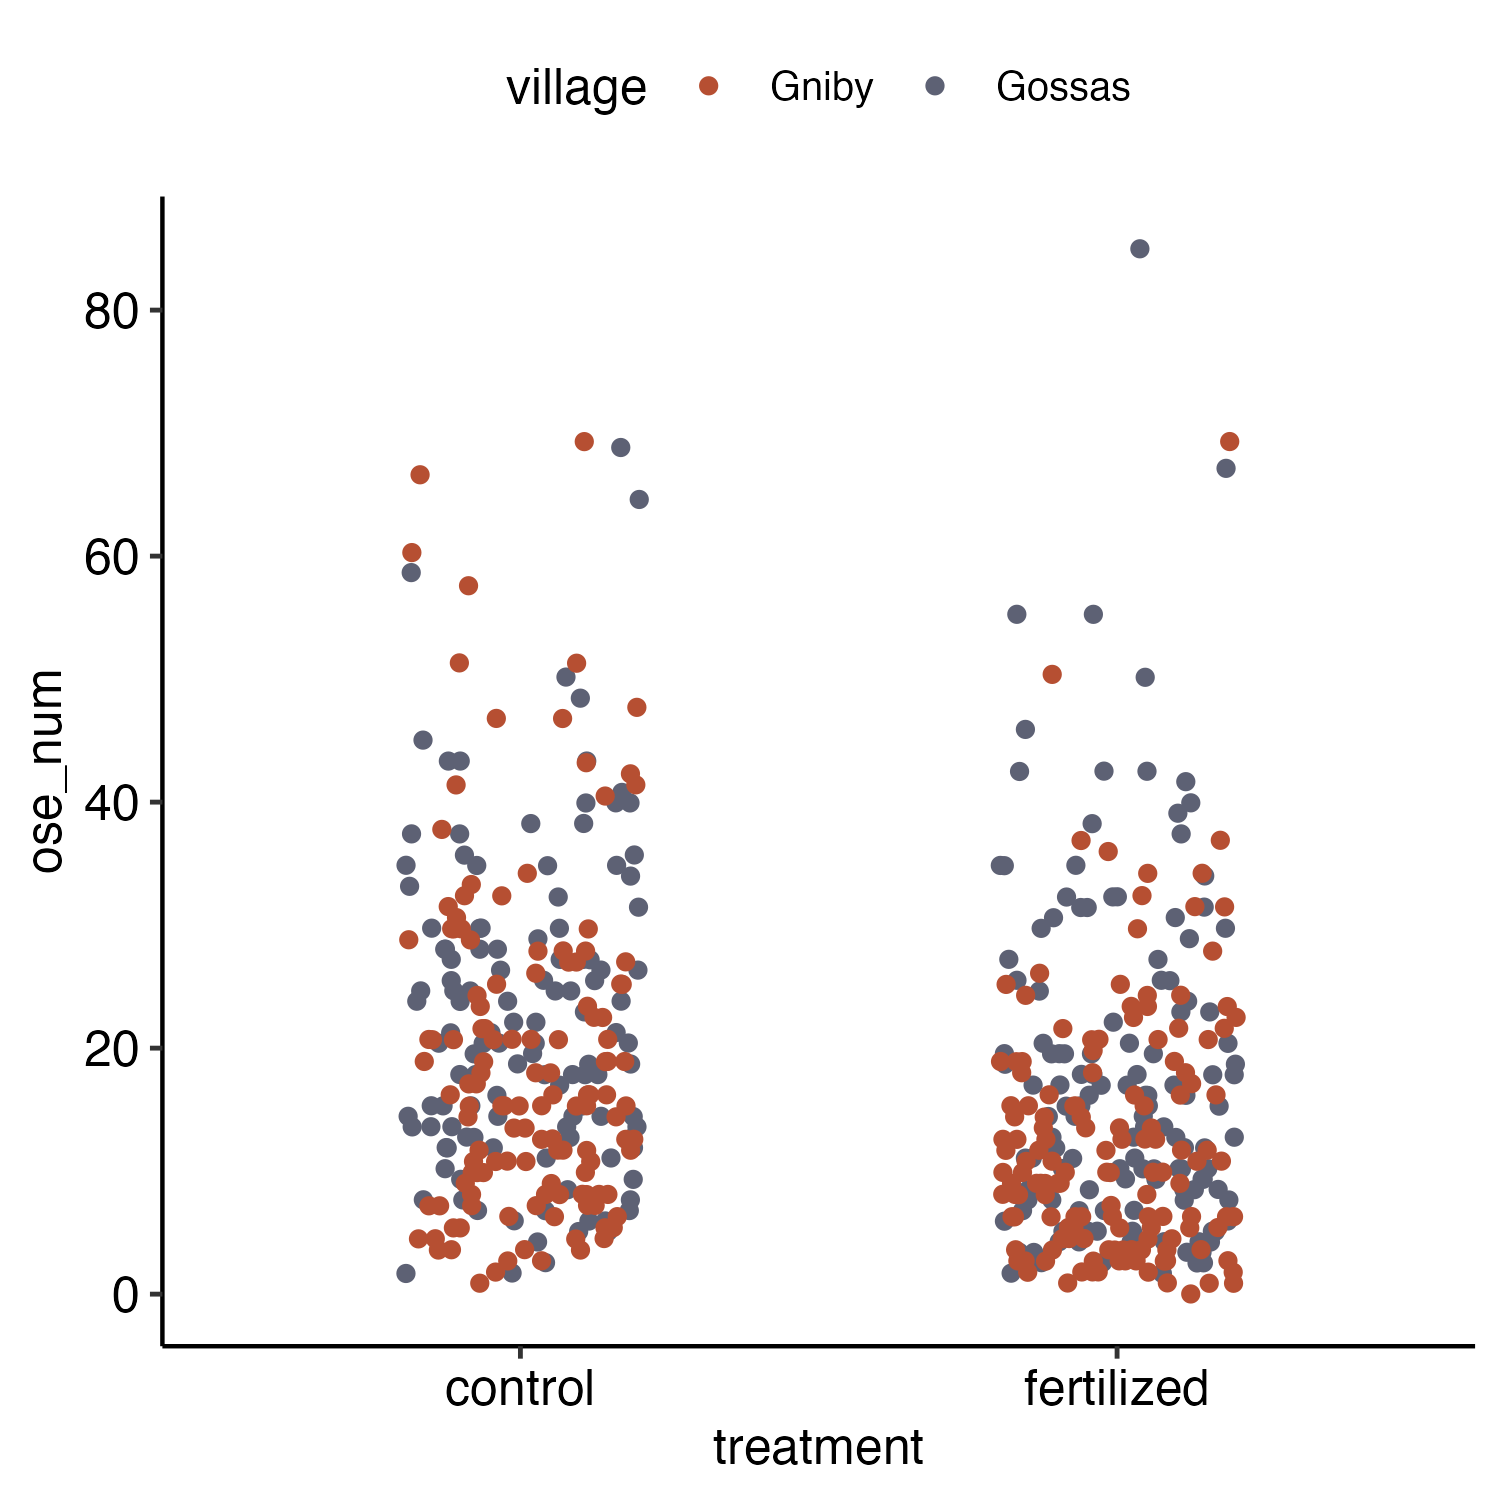 village Gniby Gossas
80
60
40
20
0
ose_num
control fertilized
treatment